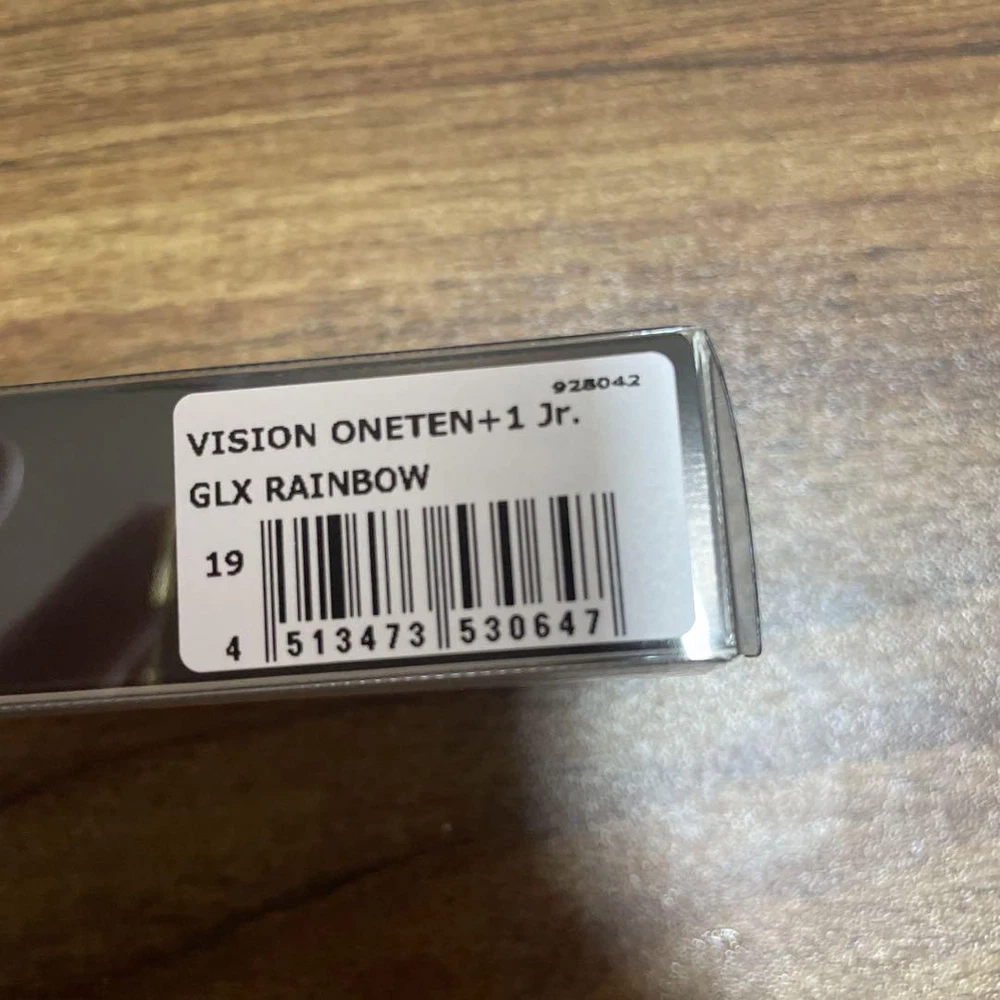 928042
VISION ONETEN+1 Jr.
GLX RAINBOW
19
4 513473 530647